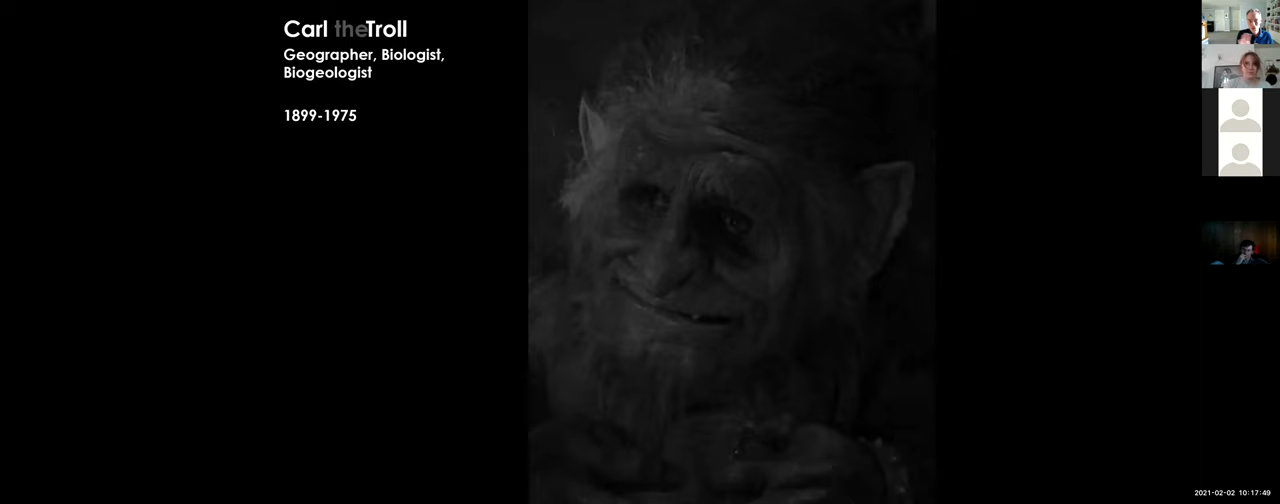 Carl theTroll
Geographer, Biologist,
Biogeologist
1899-1975
2021-02-02 10:17:49